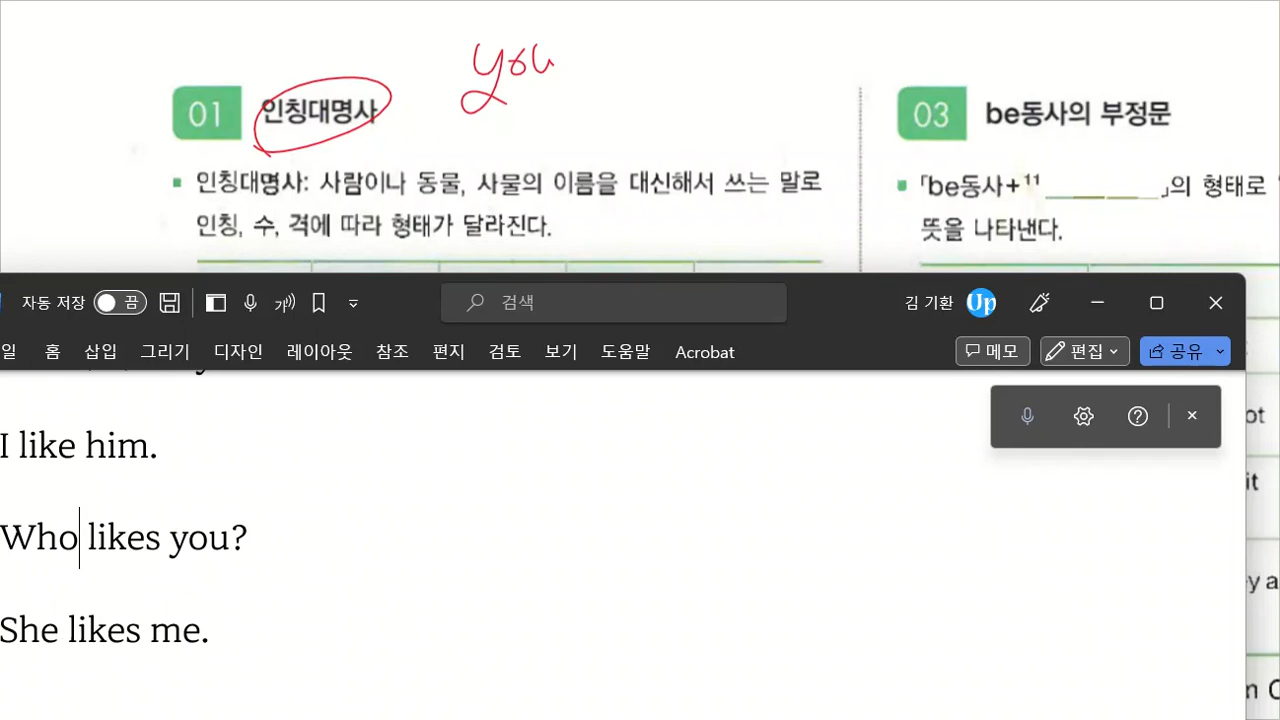 you
01 인칭대명사
인칭대명사: 사람이나 동물, 사물의 이름을 대신해서 쓰는 말로
인칭, 수, 격에 따라 형태가 달라진다.
03 be동사의 부정문
「be동사+¹¹ ________」의 형태로
뜻을 나타낸다.
자동 저장 끔 가 검색 김 기환 Up
일 홈 삽입 그리기 디자인 레이아웃 참조 편지 검토 보기 도움말 Acrobat 메모 편집 공유
I like him.
Who likes you?
She likes me.
ot
it
y a